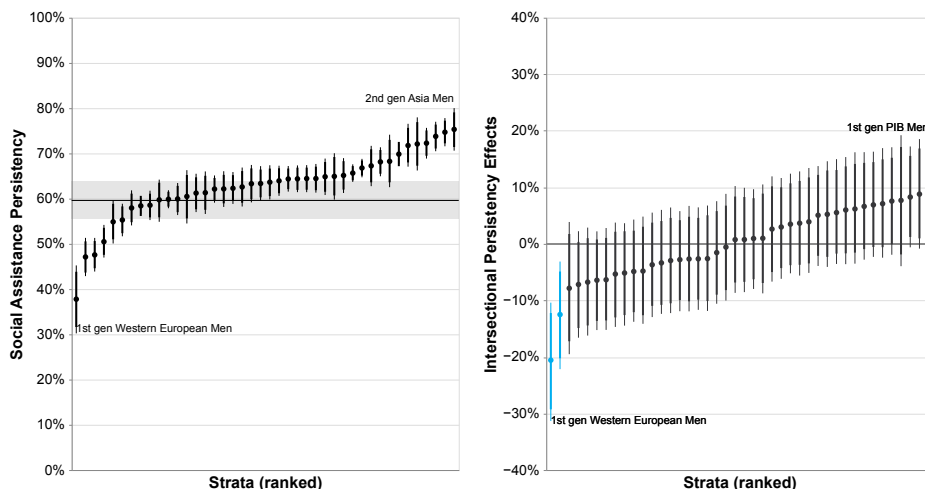 100%
90%
80%
70%
60%
50%
40%
30%
20%
10%
0%
Social Assistance Persistency
2nd gen Asia Men
1st gen Western European Men
Strata (ranked)
40%
30%
20%
10%
0%
−10%
−20%
−30%
−40%
Intersectional Persistency Effects
1st gen PIB Men
1st gen Western European Men
Strata (ranked)